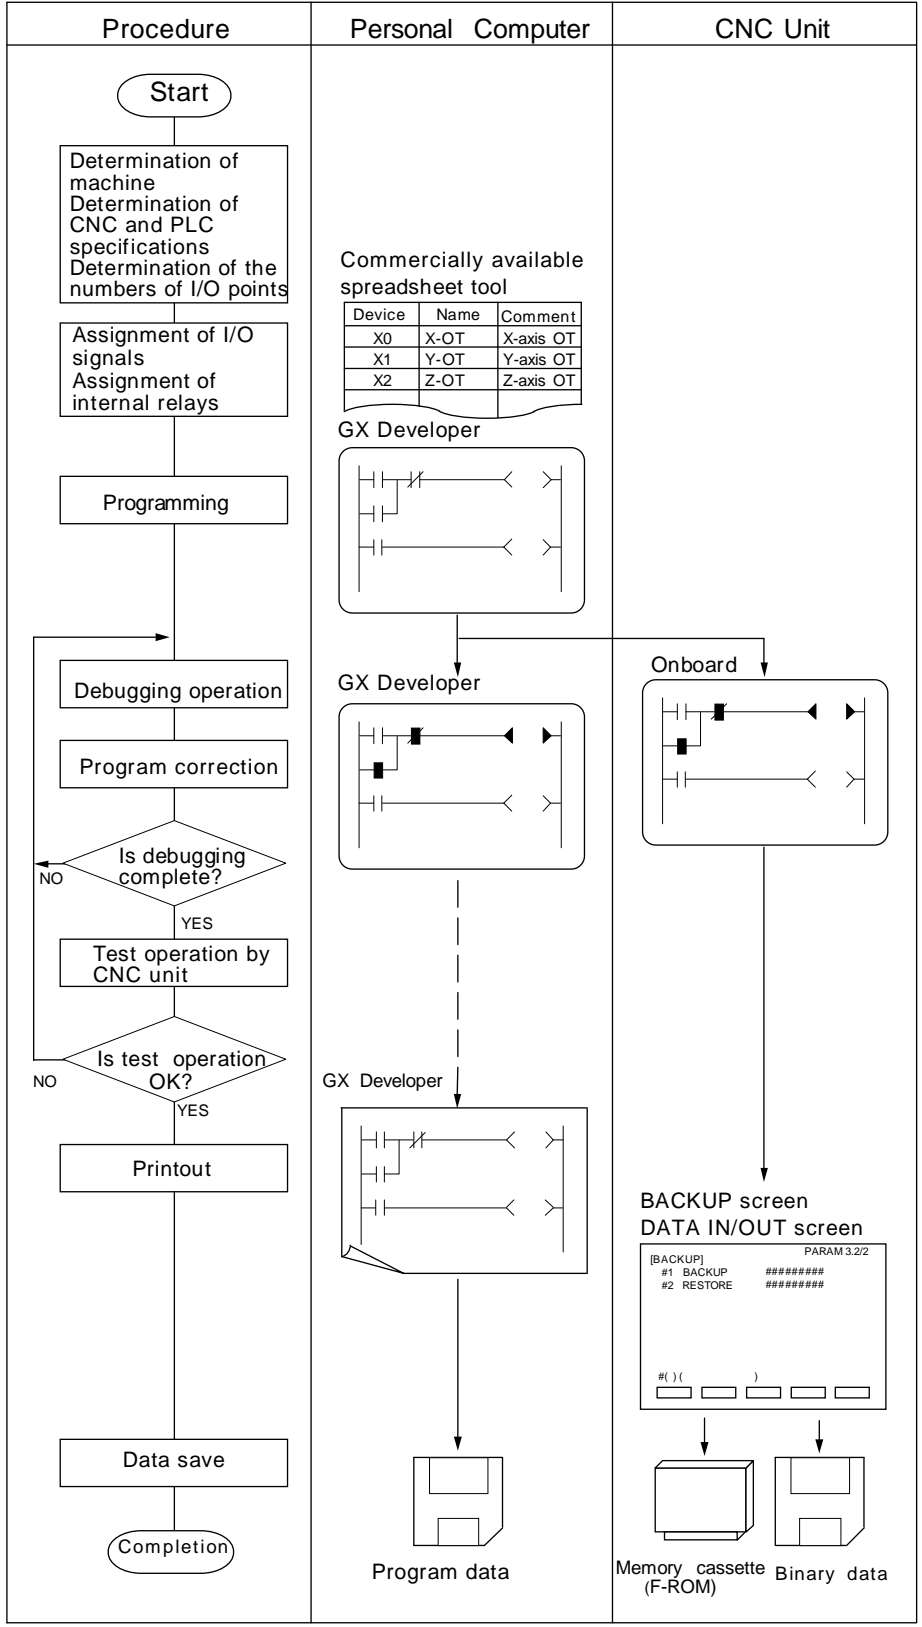 Procedure
Personal Computer
CNC Unit
Start
Determination of
machine
Determination of
CNC and PLC
specifications
Determination of the
numbers of I/O points
Assignment of I/O
signals
Assignment of
internal relays
Programming
Debugging operation
Program correction
Is debugging
complete?
NO
YES
Test operation by
CNC unit
Is test operation
OK?
NO
YES
Printout
Data save
Completion
Commercially available
spreadsheet tool
Device Name Comment
X0 X-OT X-axis OT
X1 Y-OT Y-axis OT
X2 Z-OT Z-axis OT
GX Developer
GX Developer
GX Developer
Program data
Onboard
BACKUP screen
DATA IN/OUT screen
PARAM 3.2/2
[BACKUP]
#1 BACKUP #########
#2 RESTORE #########
#( ) ( )
Memory cassette
(F-ROM)
Binary data